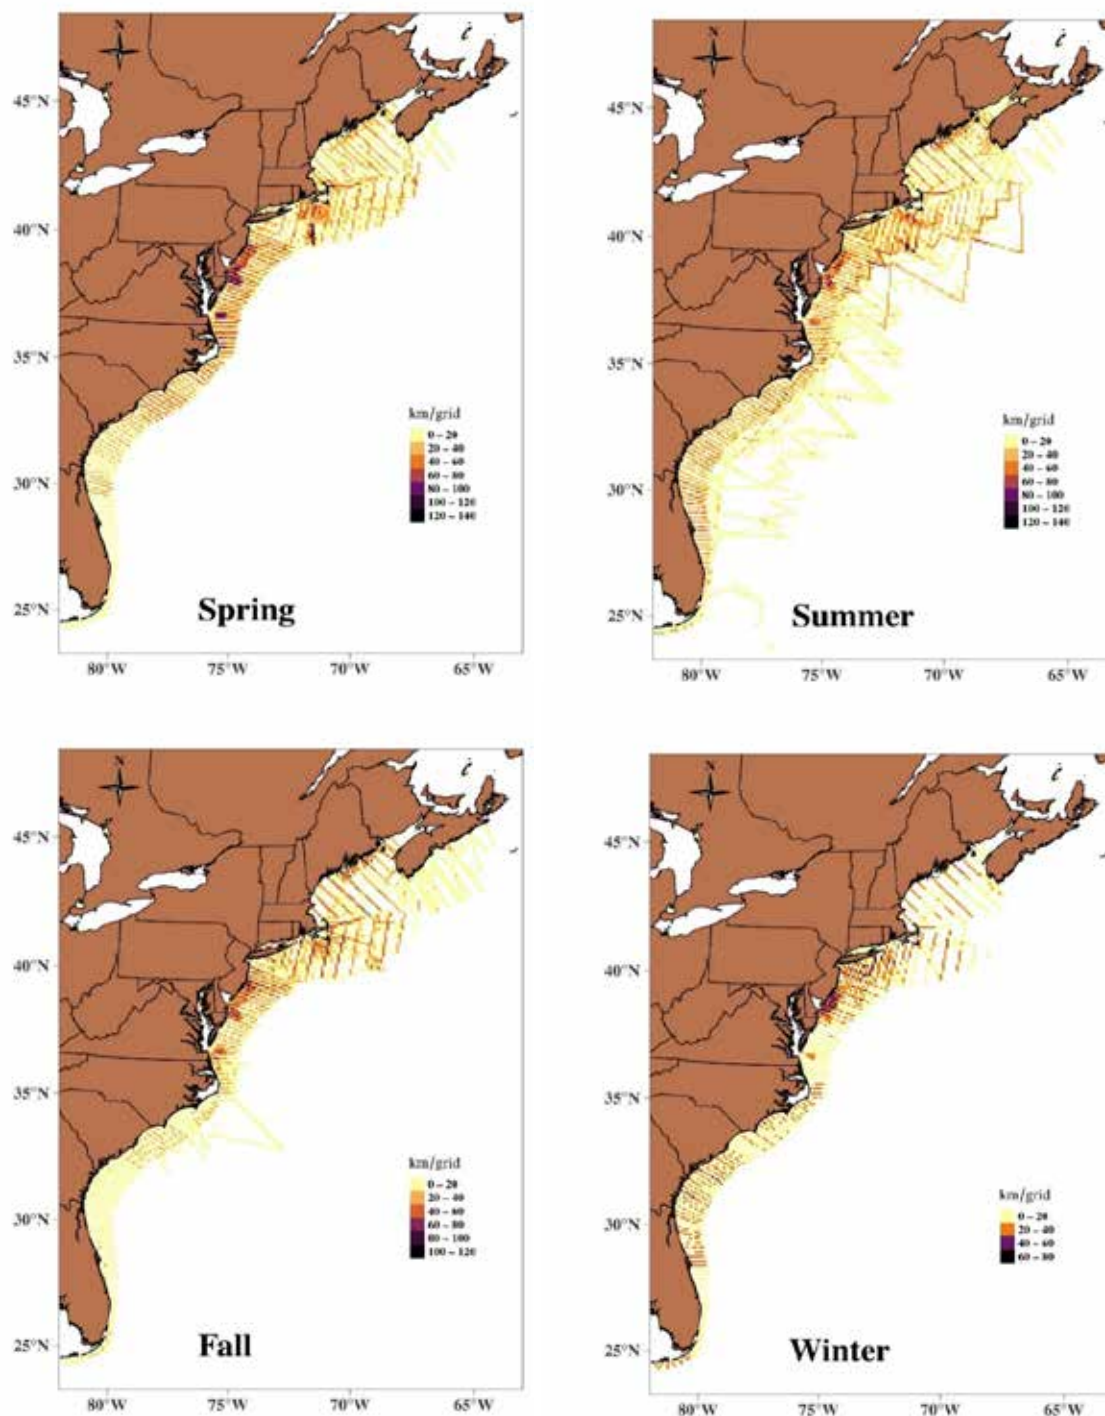 N
45°N
40°N
35°N
30°N
25°N
km/grid
0 – 20
20 – 40
40 – 60
60 – 80
80 – 100
100 – 120
120 – 140
Spring
80°W
75°W
70°W
65°W
N
45°N
40°N
35°N
30°N
25°N
km/grid
0 – 20
20 – 40
40 – 60
60 – 80
80 – 100
100 – 120
120 – 140
Summer
80°W
75°W
70°W
65°W
N
45°N
40°N
35°N
30°N
25°N
km/grid
0 – 20
20 – 40
40 – 60
60 – 80
80 – 100
100 – 120
Fall
80°W
75°W
70°W
65°W
N
45°N
40°N
35°N
30°N
25°N
km/grid
0 – 20
20 – 40
40 – 60
60 – 80
Winter
80°W
75°W
70°W
65°W